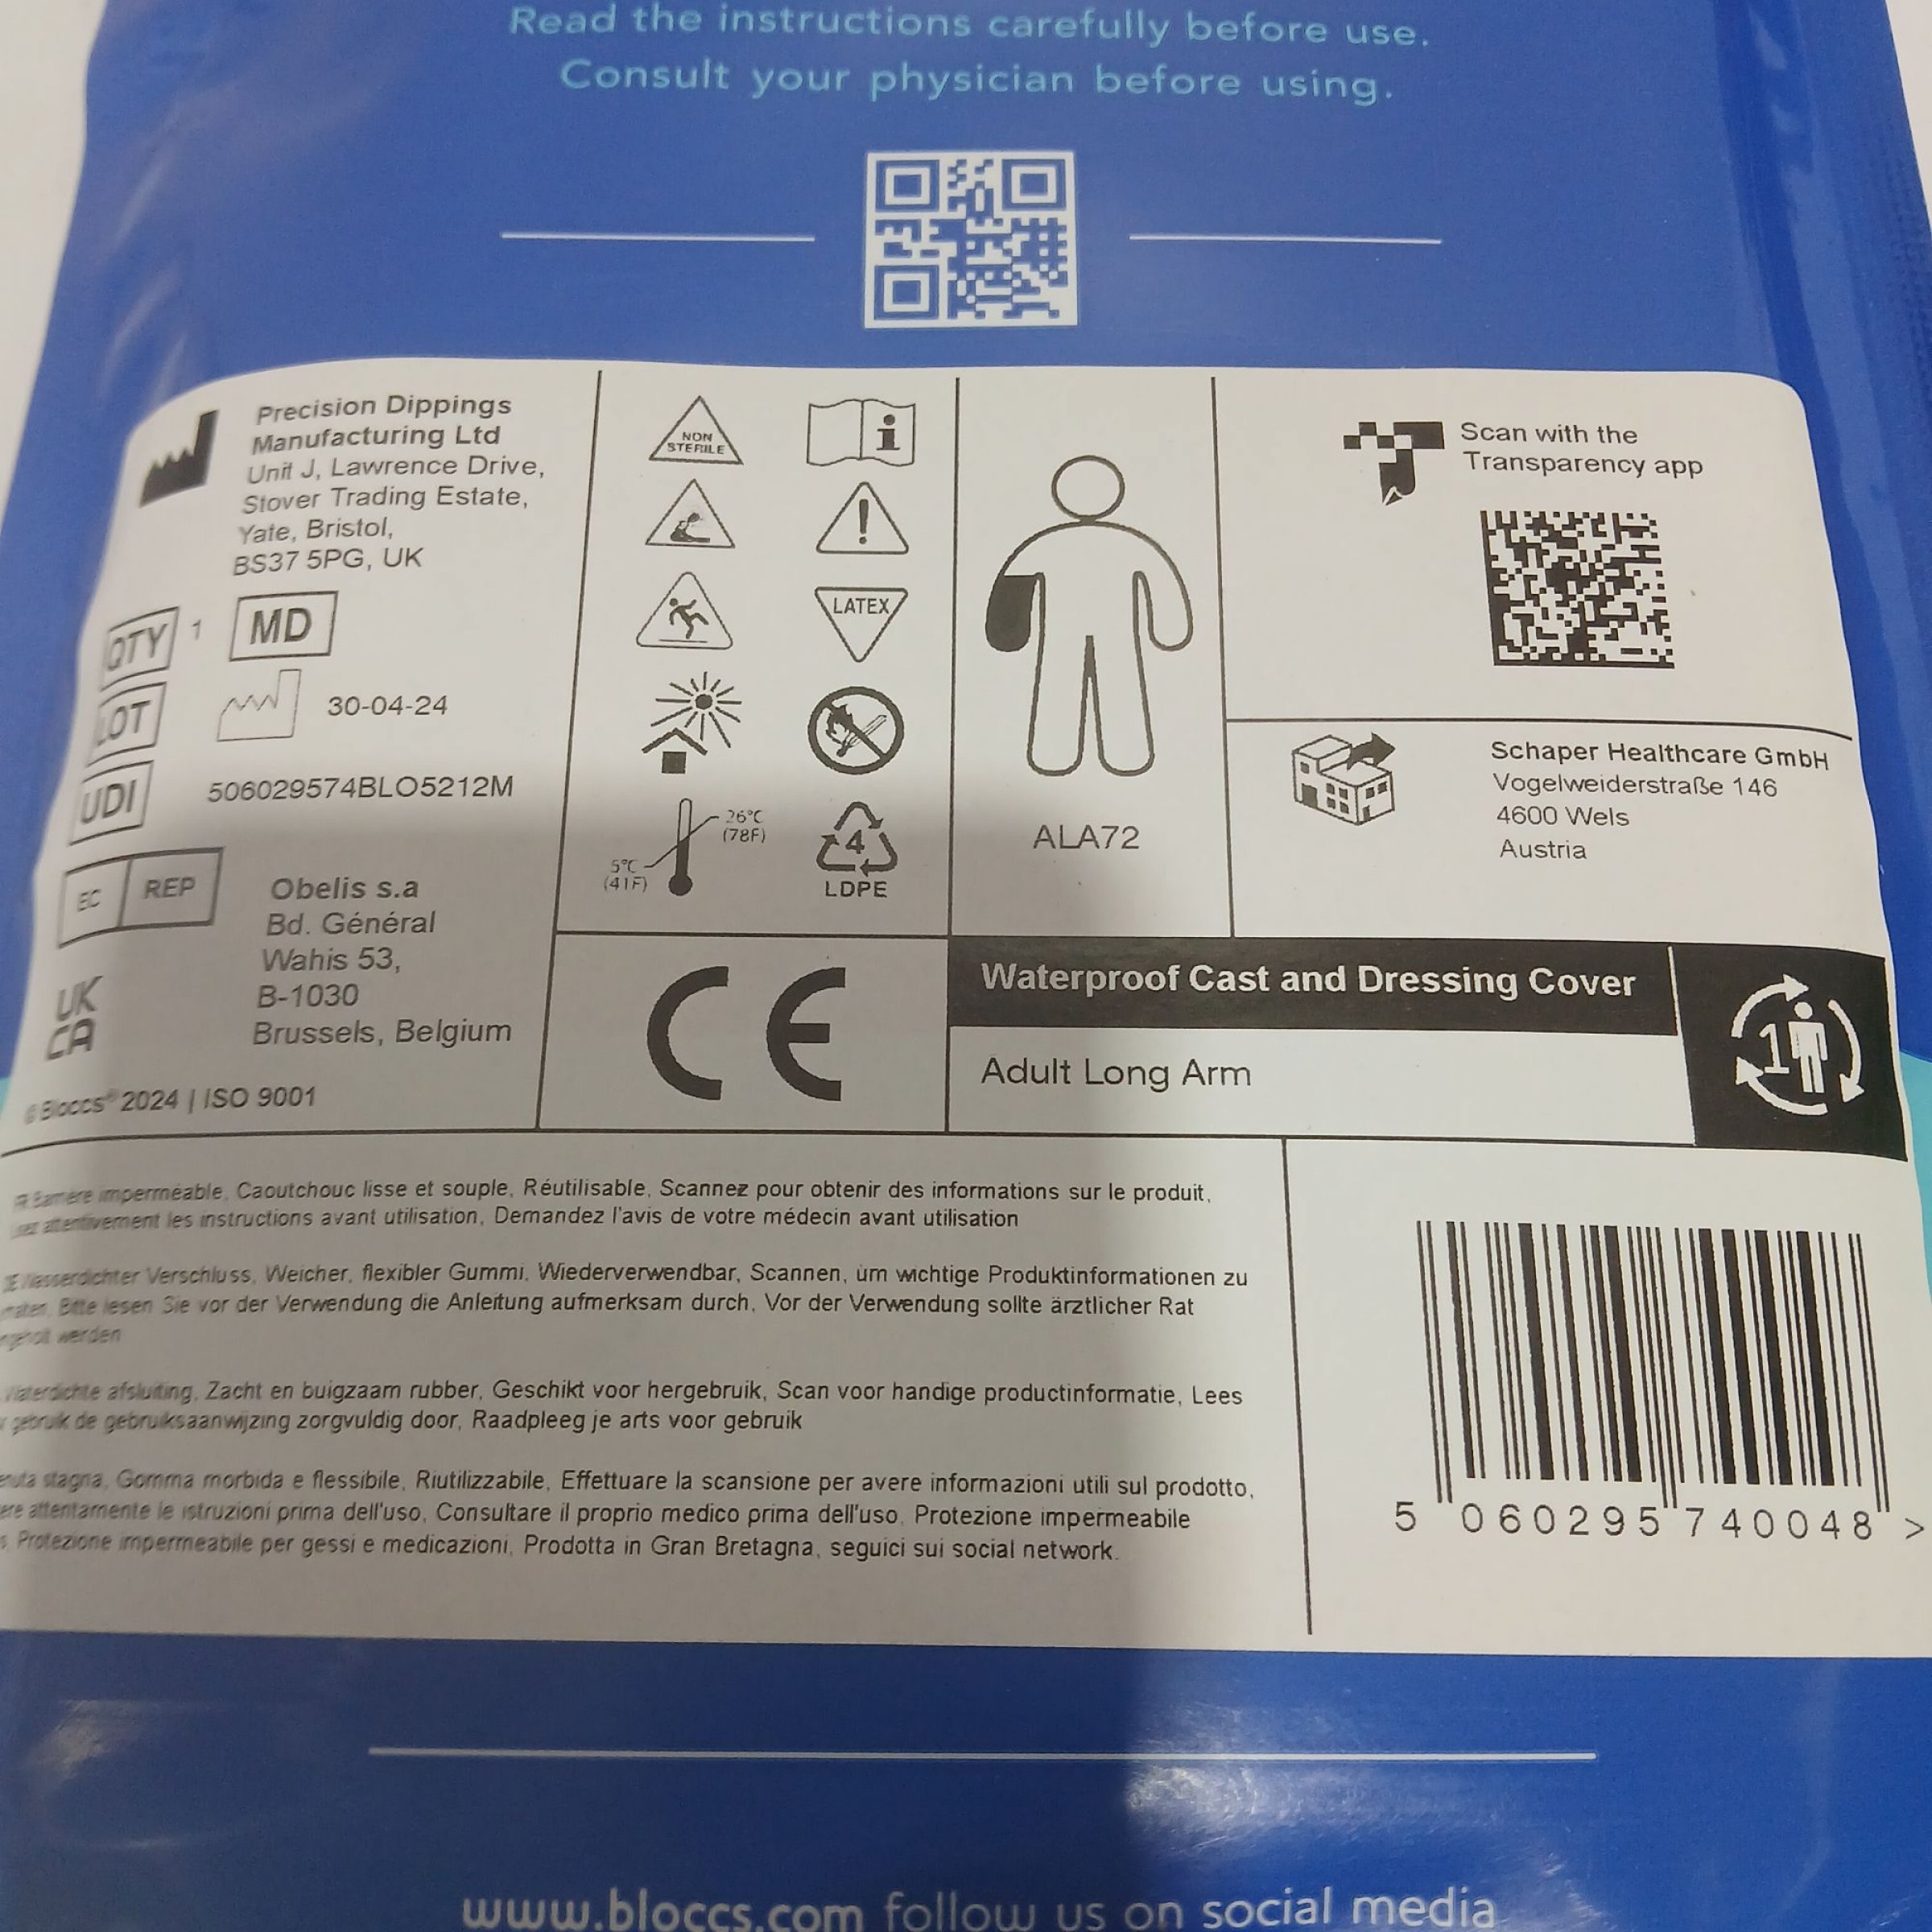 Read the instructions carefully before use.
Consult your physician before using.
Precision Dippings
Manufacturing Ltd
Unit J, Lawrence Drive,
Stover Trading Estate,
Yate, Bristol,
BS37 5PG, UK
QTY 1 MD
LOT 30-04-24
UDI 506029574BLO5212M
EC REP
Obelis s.a
Bd. Général
Wahis 53,
B-1030
Brussels, Belgium
UK
CA
© Bloccs® 2024 | ISO 9001
NON
STERILE
LATEX
26°C
(78F)
5°C
(41F)
4
LDPE
CE
ALA72
Scan with the
Transparency app
Schaper Healthcare GmbH
Vogelweiderstraße 146
4600 Wels
Austria
Waterproof Cast and Dressing Cover
Adult Long Arm
1
FR Barrière imperméable, Caoutchouc lisse et souple, Réutilisable, Scannez pour obtenir des informations sur le produit,
attentivement les instructions avant utilisation, Demandez l'avis de votre médecin avant utilisation
DE Wasserdichter Verschluss, Weicher, flexibler Gummi, Wiederverwendbar, Scannen, um wichtige Produktinformationen zu
Bitte lesen Sie vor der Verwendung die Anleitung aufmerksam durch, Vor der Verwendung sollte ärztlicher Rat
werden
Waterdichte afsluiting, Zacht en buigzaam rubber, Geschikt voor hergebruik, Scan voor handige productinformatie, Lees
gebruik de gebruiksaanwijzing zorgvuldig door, Raadpleeg je arts voor gebruik
stagna, Gomma morbida e flessibile, Riutilizzabile, Effettuare la scansione per avere informazioni utili sul prodotto,
attentamente le istruzioni prima dell'uso, Consultare il proprio medico prima dell'uso, Protezione impermeabile
Protezione impermeabile per gessi e medicazioni, Prodotta in Gran Bretagna, seguici sui social network.
5 060295 740048 >
www.bloccs.com follow us on social media